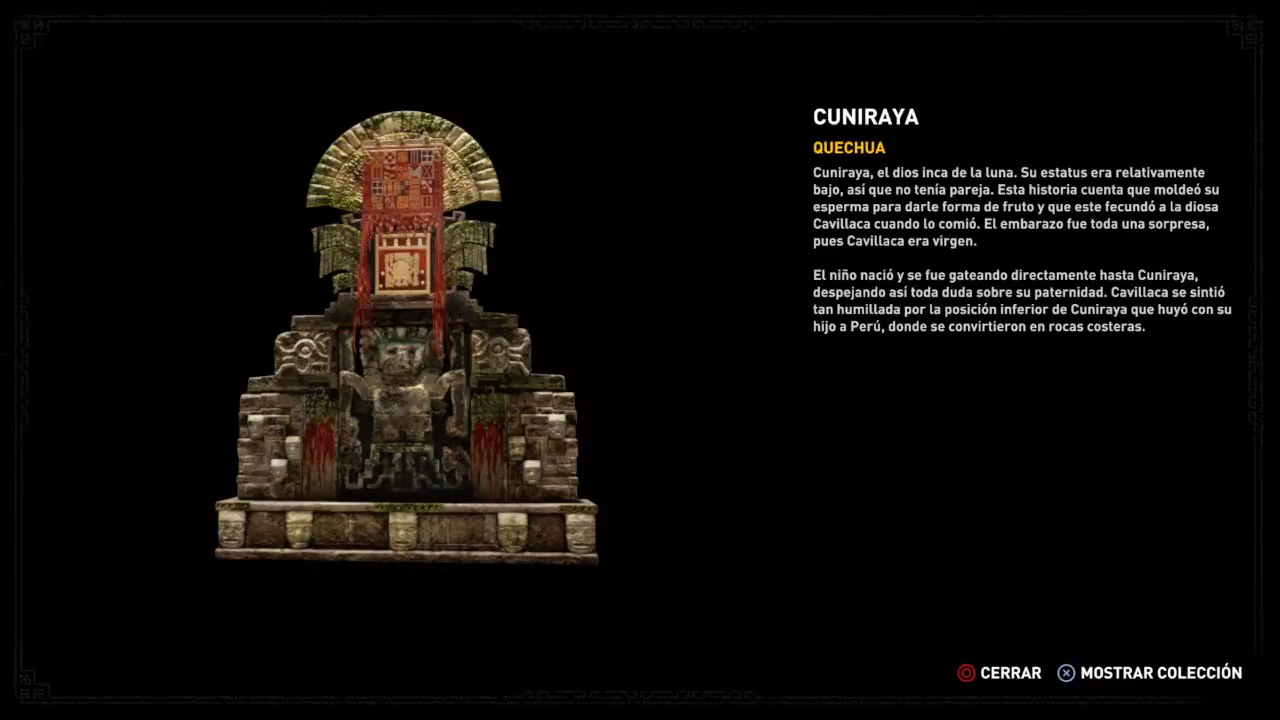 CUNIRAYA
QUECHUA
Cuniraya, el dios inca de la luna. Su estatus era relativamente
bajo, así que no tenía pareja. Esta historia cuenta que moldeó su
esperma para darle forma de fruto y que este fecundó a la diosa
Cavillaca cuando lo comió. El embarazo fue toda una sorpresa,
pues Cavillaca era virgen.
El niño nació y se fue gateando directamente hasta Cuniraya,
despejando así toda duda sobre su paternidad. Cavillaca se sintió
tan humillada por la posición inferior de Cuniraya que huyó con su
hijo a Perú, donde se convirtieron en rocas costeras.
CERRAR MOSTRAR COLECCIÓN